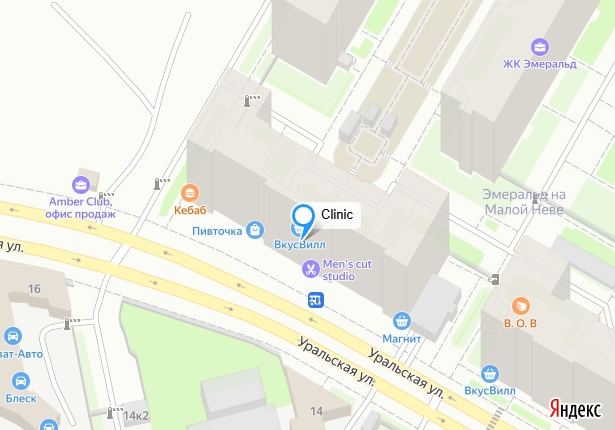 ЖК Эмеральд
Amber Club,
офис продаж
Кебаб
Эмеральд на
Малой Неве
Clinic
Пивточка
ВкусВилл
ул.
Men's cut
studio
16
В. О. В
Магнит
ват-Авто
Уральская ул.
Уральская ул.
Блеск
ВкусВилл
14к2
14
Яндекс